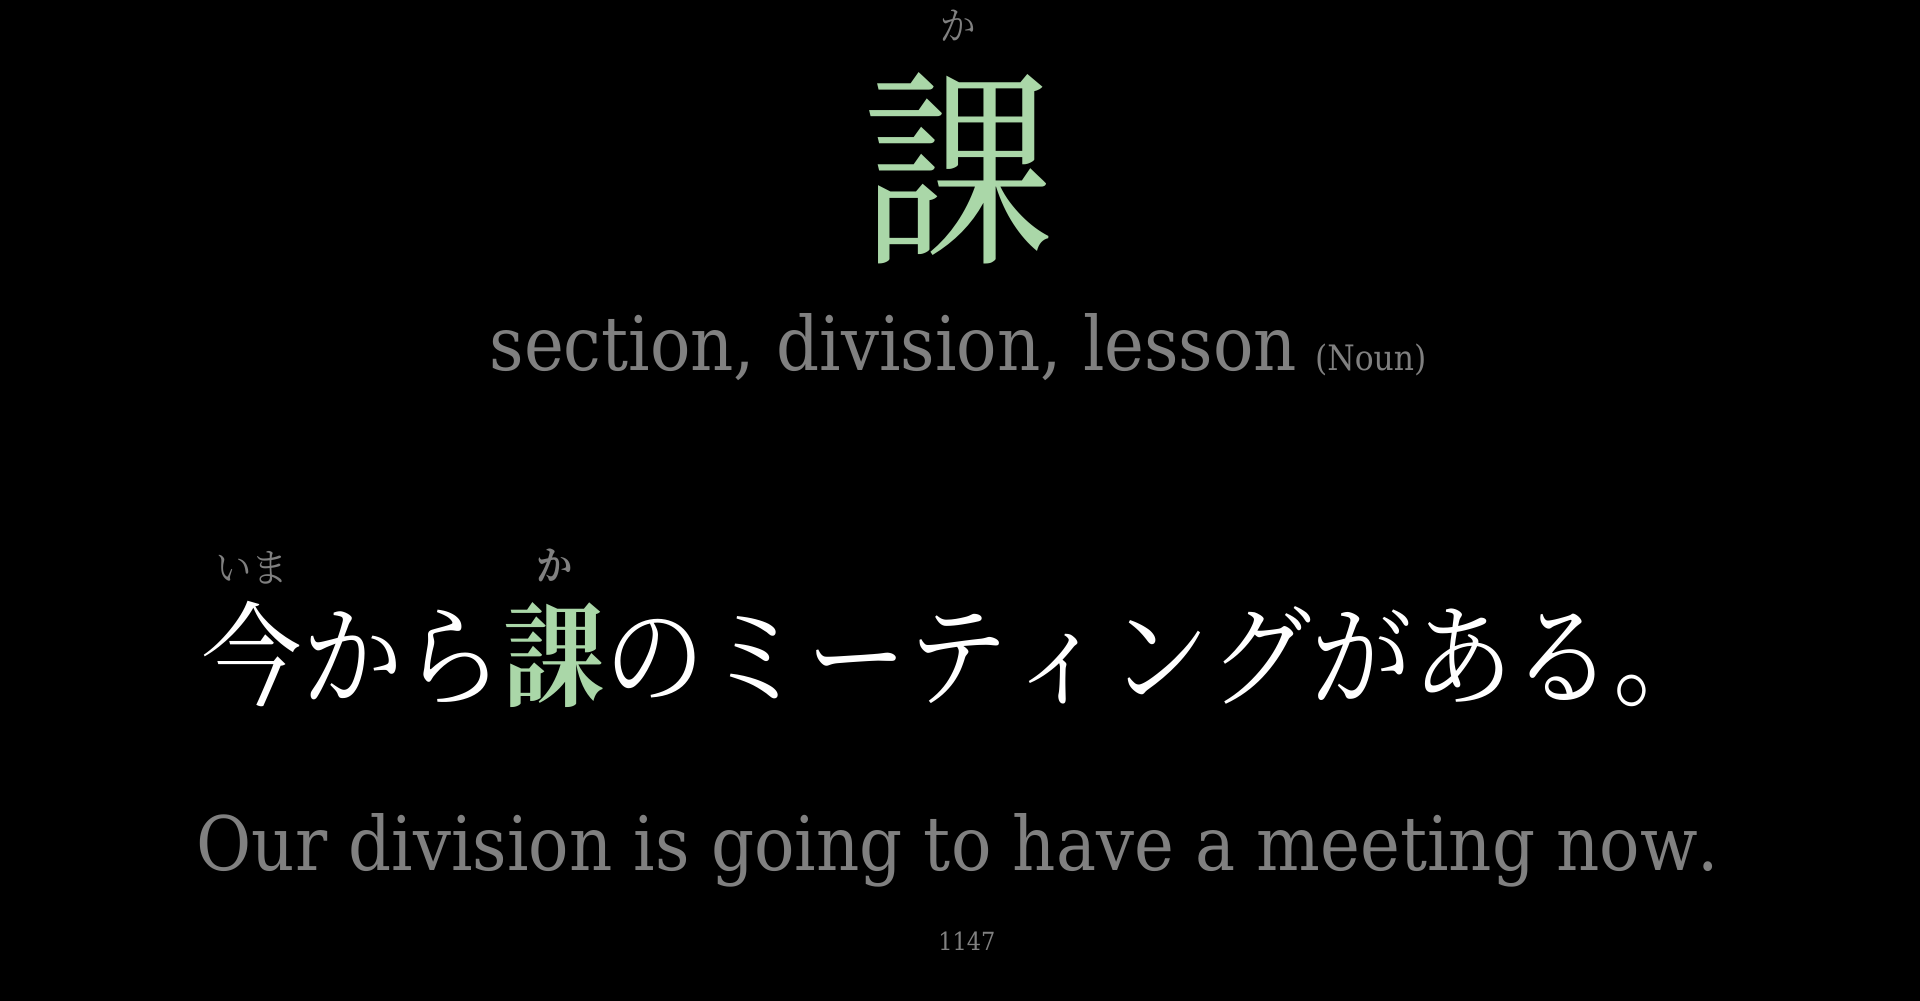 か
課
section, division, lesson (Noun)
いま か
今から課のミーティングがある。
Our division is going to have a meeting now.
1147